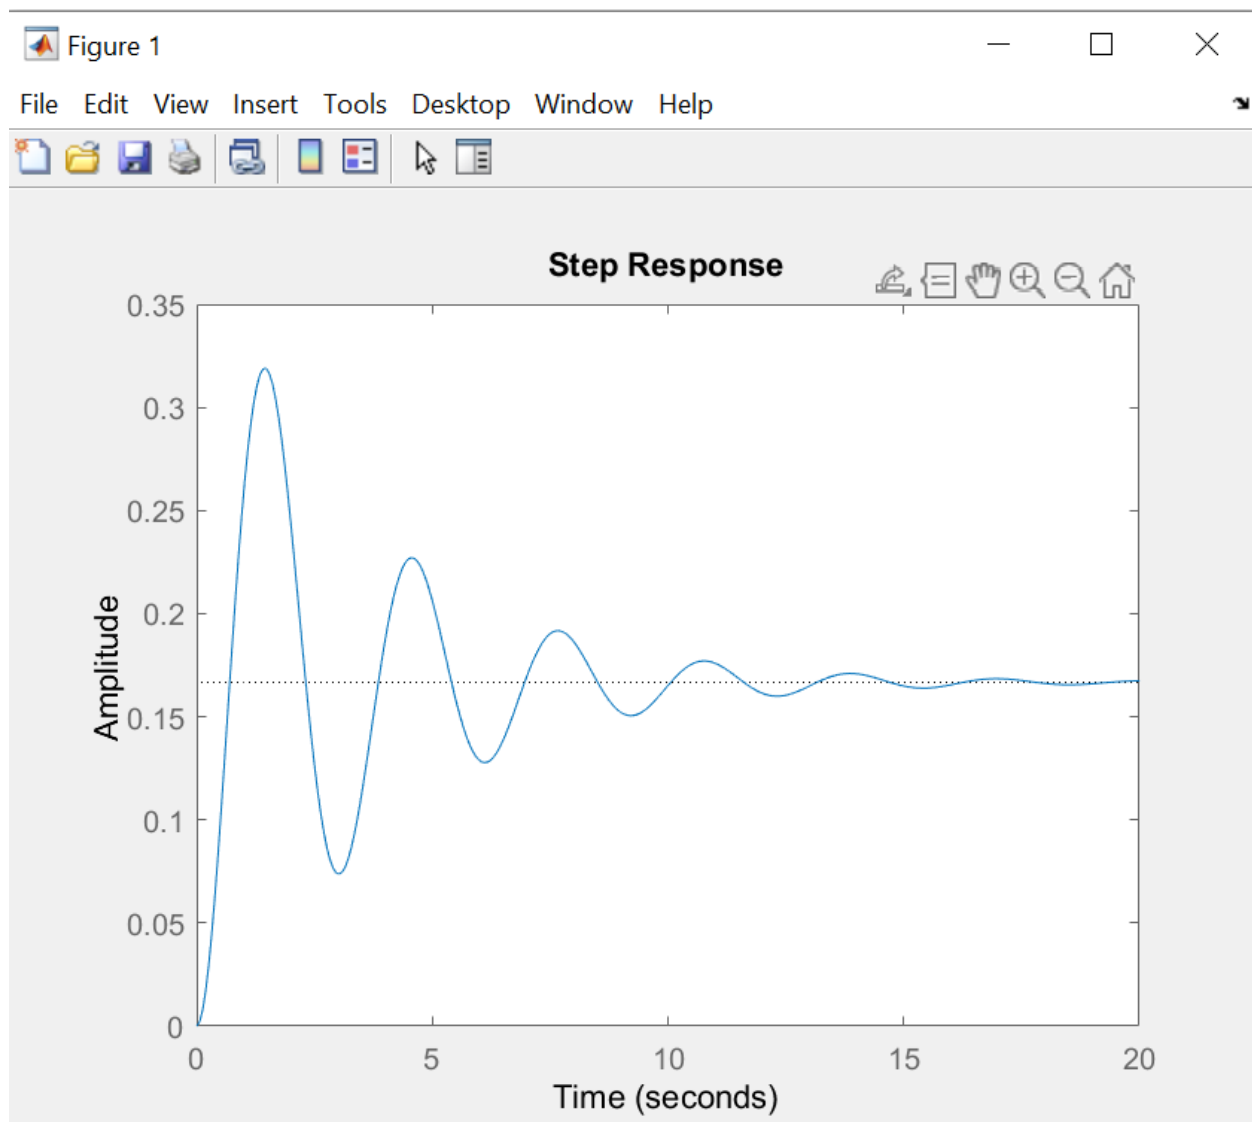 Figure 1
File Edit View Insert Tools Desktop Window Help
Step Response
0.35
0.3
0.25
0.2
0.15
0.1
0.05
0
Amplitude
0 5 10 15 20
Time (seconds)